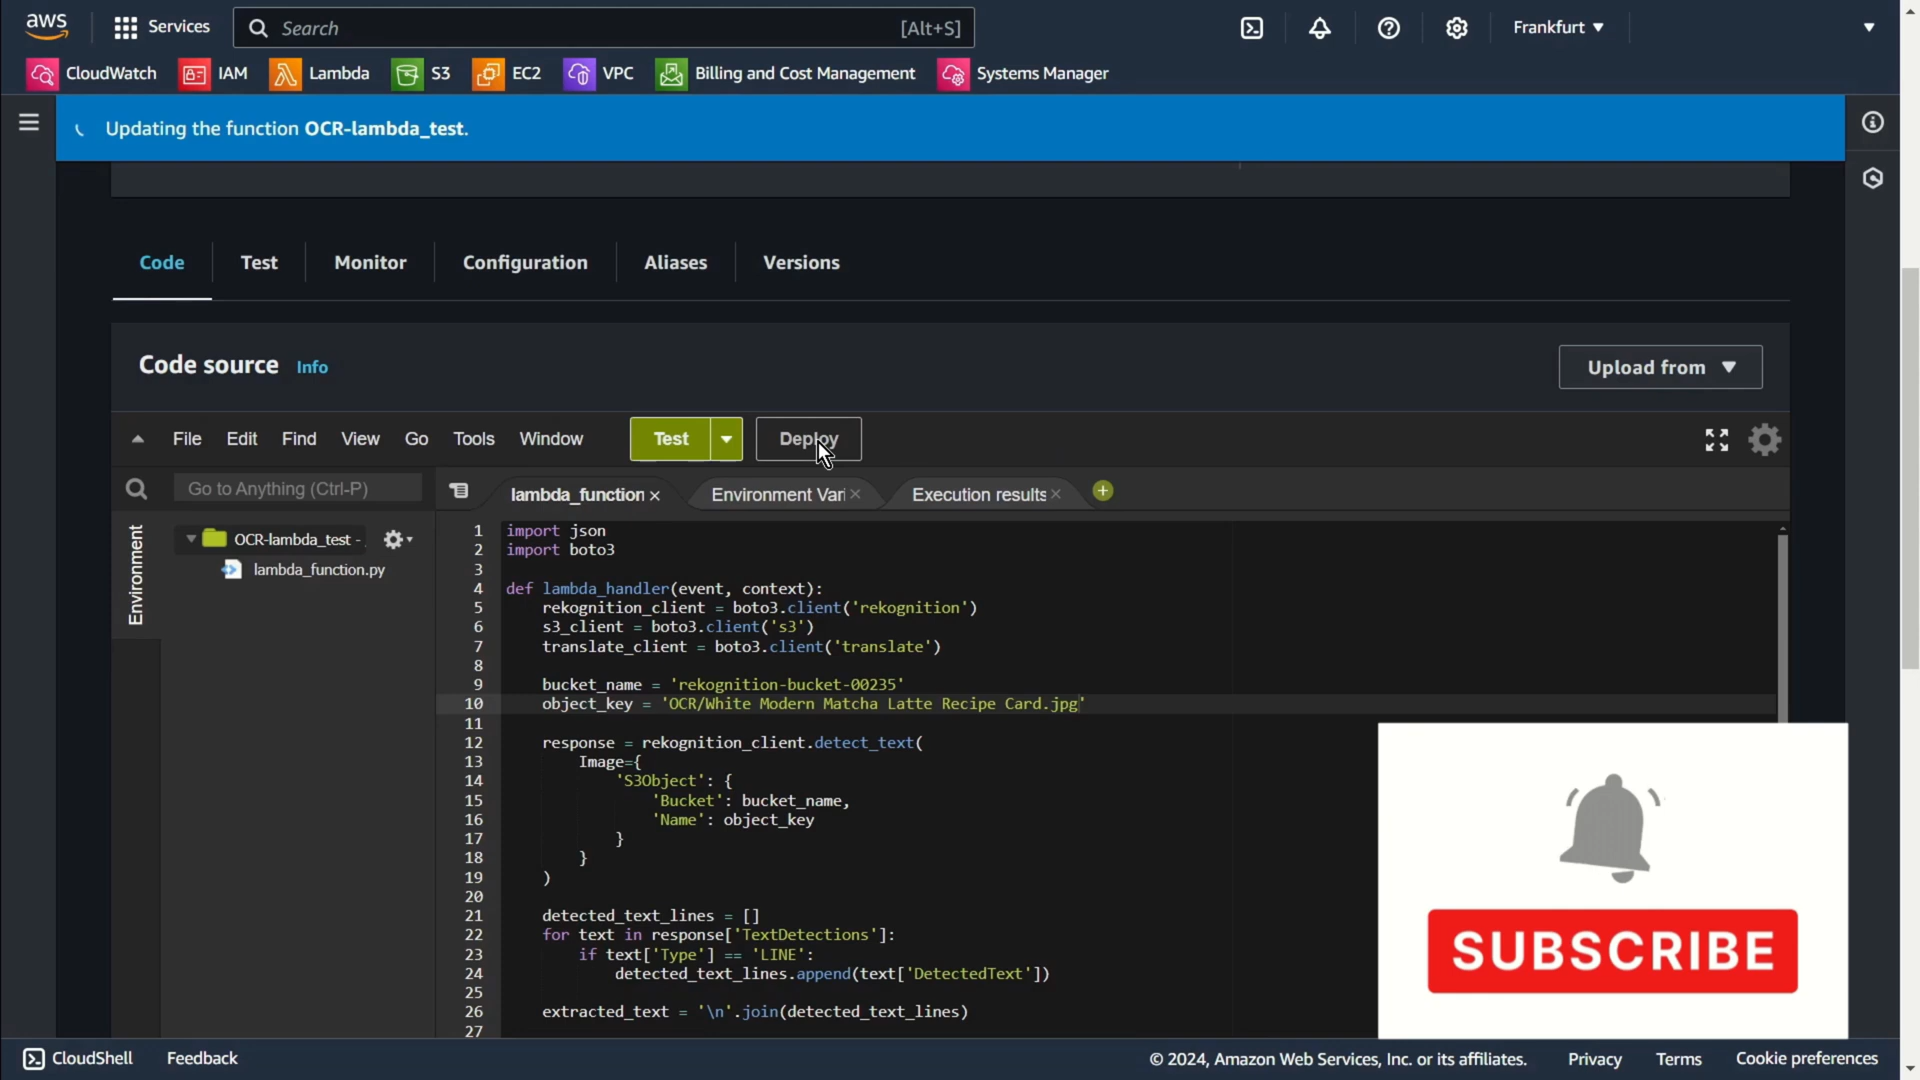 aws Services Search [Alt+S] Frankfurt
CloudWatch IAM Lambda S3 EC2 VPC Billing and Cost Management Systems Manager
Updating the function OCR-lambda_test.
Code Test Monitor Configuration Aliases Versions
Code source Info Upload from
File Edit Find View Go Tools Window Test Deploy
Go to Anything (Ctrl-P) lambda_function Environment Vari Execution results
Environment
OCR-lambda_test -
lambda_function.py
1 import json
2 import boto3
3
4 def lambda_handler(event, context):
5 rekognition_client = boto3.client('rekognition')
6 s3_client = boto3.client('s3')
7 translate_client = boto3.client('translate')
8
9 bucket_name = 'rekognition-bucket-00235'
10 object_key = 'OCR/White Modern Matcha Latte Recipe Card.jpg'
11
12 response = rekognition_client.detect_text(
13 Image={
14 'S3Object': {
15 'Bucket': bucket_name,
16 'Name': object_key
17 }
18 }
19 )
20
21 detected_text_lines = []
22 for text in response['TextDetections']:
23 if text['Type'] == 'LINE':
24 detected_text_lines.append(text['DetectedText'])
25
26 extracted_text = '\n'.join(detected_text_lines)
27
SUBSCRIBE
CloudShell Feedback © 2024, Amazon Web Services, Inc. or its affiliates. Privacy Terms Cookie preferences